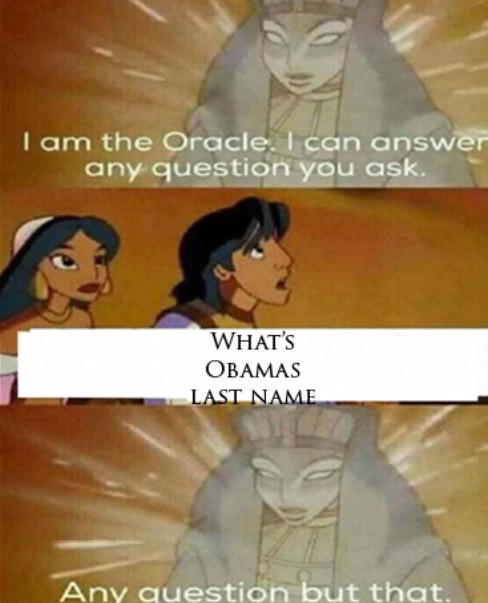 I am the Oracle. I can answer
any question you ask.
WHAT'S
OBAMAS
LAST NAME
Any question but that.